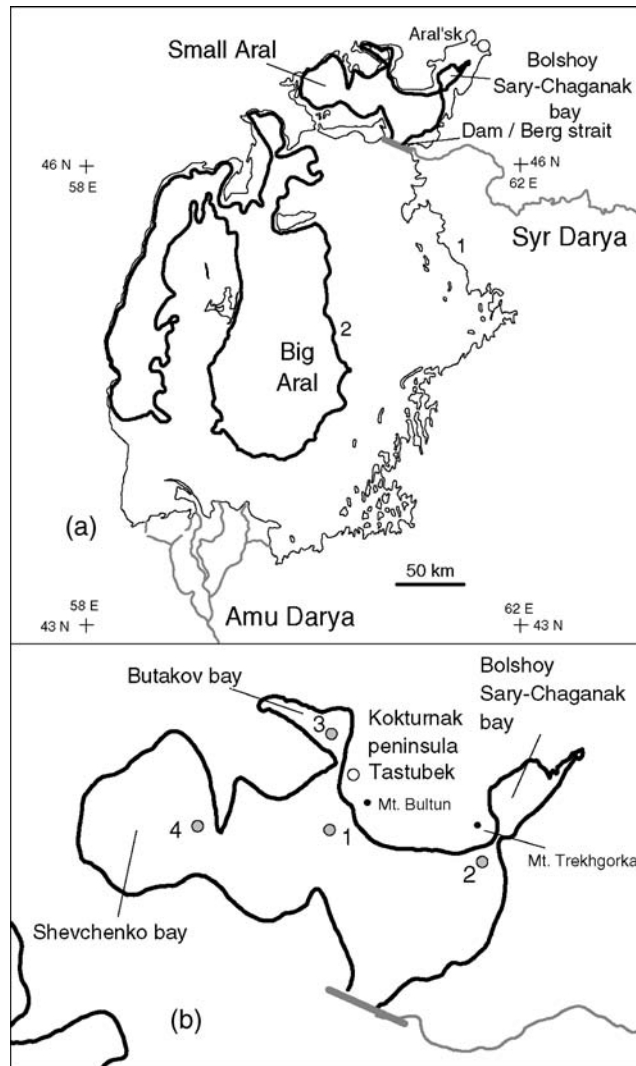 Aral'sk
Small Aral
Bolshoy
Sary-Chaganak
bay
Dam / Berg strait
46 N
58 E
46 N
62 E
Syr Darya
1
2
Big
Aral
(a)
50 km
58 E
43 N
Amu Darya
62 E
43 N
Butakov bay
Bolshoy
Sary-Chaganak
bay
3
Kokturnak
peninsula
Tastubek
Mt. Bultun
4
1
2
Mt. Trekhgorka
Shevchenko bay
(b)